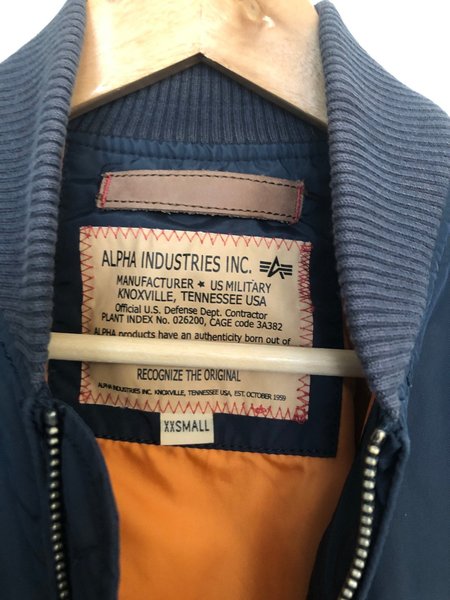 ALPHA INDUSTRIES INC.
MANUFACTURER ★ US MILITARY
KNOXVILLE, TENNESSEE USA
Official U.S. Defense Dept. Contractor
PLANT INDEX No. 026200, CAGE code 3A382
ALPHA products have an authenticity born out of
RECOGNIZE THE ORIGINAL
ALPHA INDUSTRIES INC. KNOXVILLE, TENNESSEE USA, EST. OCTOBER 1959
XXSMALL